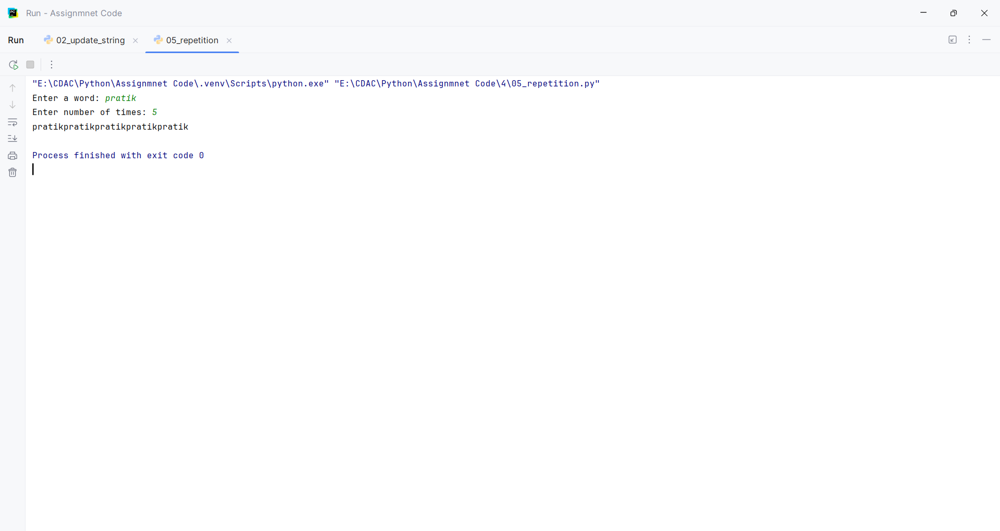 Run - Assignmnet Code
Run 02_update_string 05_repetition
"E:\CDAC\Python\Assignmnet Code\.venv\Scripts\python.exe" "E:\CDAC\Python\Assignmnet Code\4\05_repetition.py"
Enter a word: pratik
Enter number of times: 5
pratikpratikpratikpratikpratik
Process finished with exit code 0